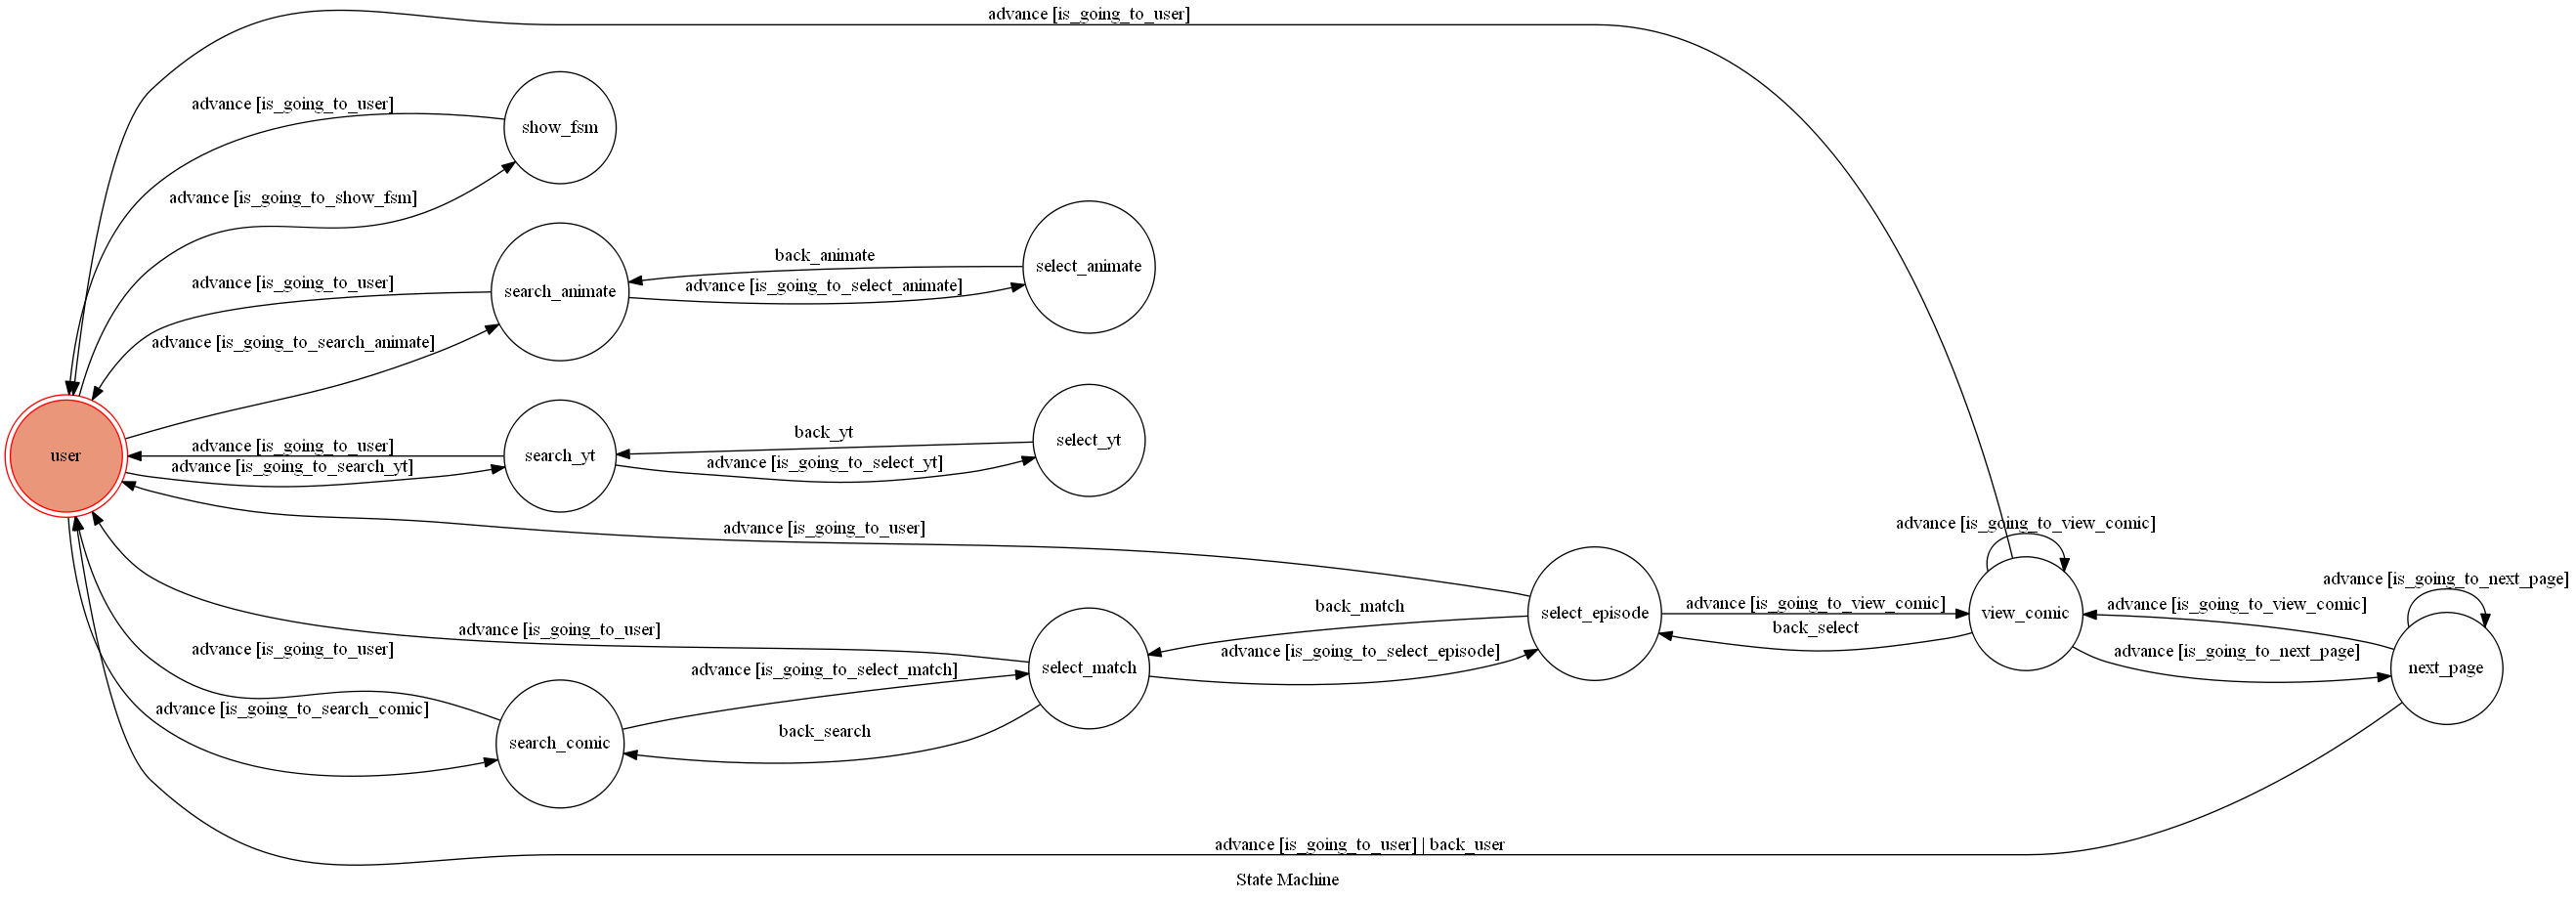 advance [is_going_to_user]
advance [is_going_to_user]
show_fsm
advance [is_going_to_show_fsm]
back_animate
select_animate
advance [is_going_to_user]
search_animate
advance [is_going_to_select_animate]
advance [is_going_to_search_animate]
back_yt
select_yt
advance [is_going_to_user]
user
search_yt
advance [is_going_to_search_yt]
advance [is_going_to_select_yt]
advance [is_going_to_user]
advance [is_going_to_view_comic]
advance [is_going_to_next_page]
back_match
select_episode
advance [is_going_to_view_comic]
view_comic
advance [is_going_to_view_comic]
back_select
advance [is_going_to_user]
advance [is_going_to_user]
advance [is_going_to_select_match]
select_match
advance [is_going_to_select_episode]
advance [is_going_to_next_page]
next_page
advance [is_going_to_search_comic]
search_comic
back_search
advance [is_going_to_user] | back_user
State Machine